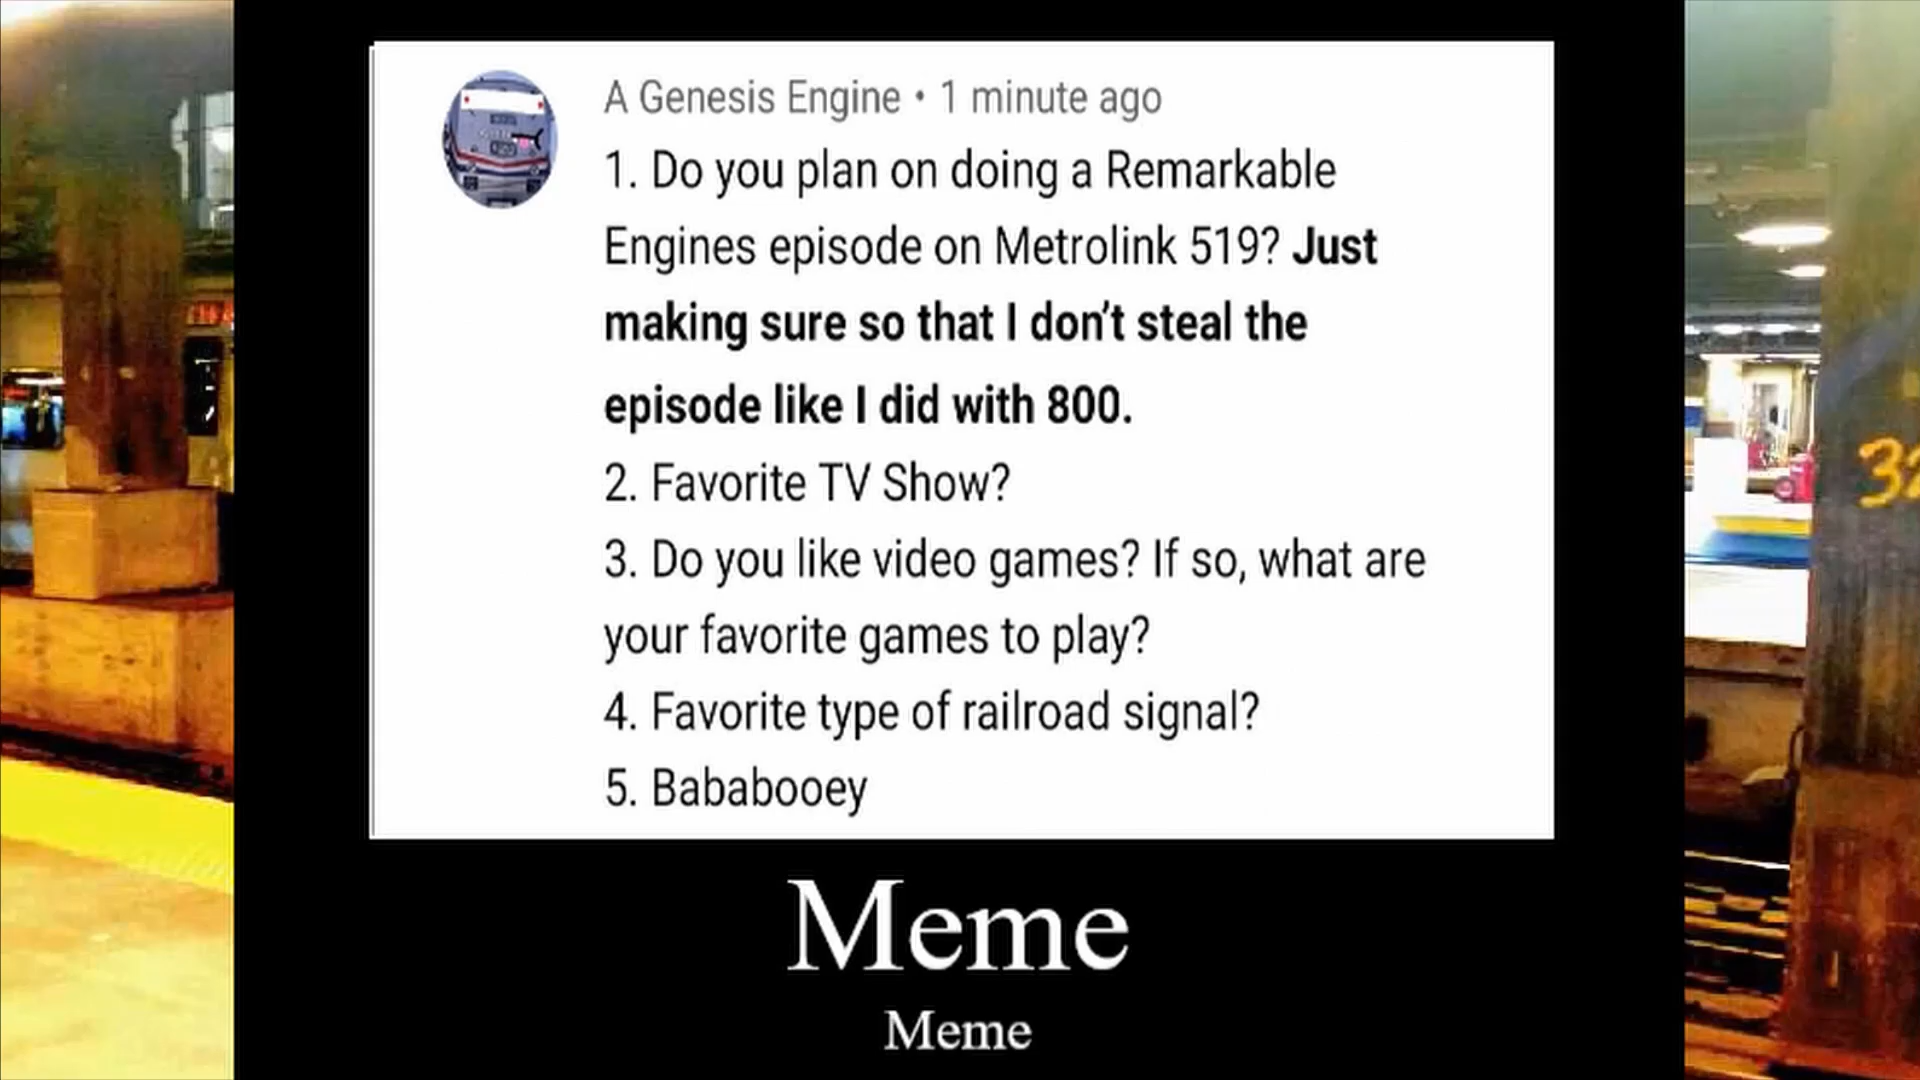 A Genesis Engine • 1 minute ago
1. Do you plan on doing a Remarkable
Engines episode on Metrolink 519? Just
making sure so that I don't steal the
episode like I did with 800.
2. Favorite TV Show?
3. Do you like video games? If so, what are
your favorite games to play?
4. Favorite type of railroad signal?
5. Bababooey
Meme
Meme
32